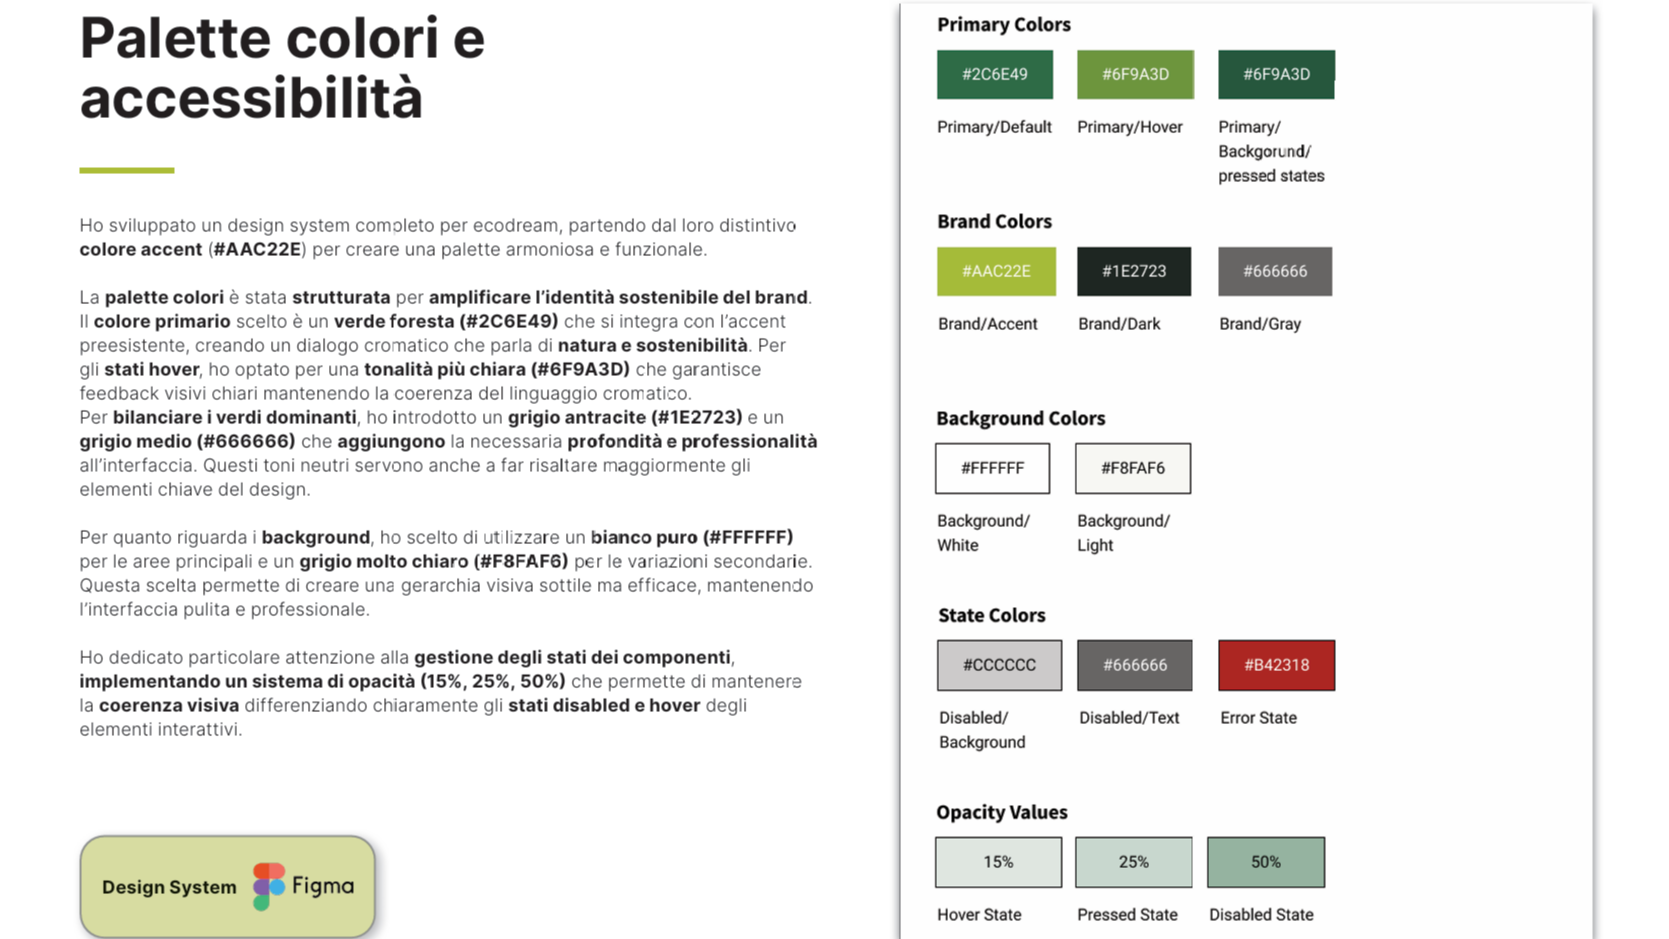 Palette colori e
accessibilità
Ho sviluppato un design system completo per ecodream, partendo dal loro distintivo
colore accent (#AAC22E) per creare una palette armoniosa e funzionale.
La palette colori è stata strutturata per amplificare l'identità sostenibile del brand.
Il colore primario scelto è un verde foresta (#2C6E49) che si integra con l'accent
preesistente, creando un dialogo cromatico che parla di natura e sostenibilità. Per
gli stati hover, ho optato per una tonalità più chiara (#6F9A3D) che garantisce
feedback visivi chiari mantenendo la coerenza del linguaggio cromatico.
Per bilanciare i verdi dominanti, ho introdotto un grigio antracite (#1E2723) e un
grigio medio (#666666) che aggiungono la necessaria profondità e professionalità
all'interfaccia. Questi toni neutri servono anche a far risaltare maggiormente gli
elementi chiave del design.
Per quanto riguarda i background, ho scelto di utilizzare un bianco puro (#FFFFFF)
per le aree principali e un grigio molto chiaro (#F8FAF6) per le variazioni secondarie.
Questa scelta permette di creare una gerarchia visiva sottile ma efficace, mantenendo
l'interfaccia pulita e professionale.
Ho dedicato particolare attenzione alla gestione degli stati dei componenti,
implementando un sistema di opacità (15%, 25%, 50%) che permette di mantenere
la coerenza visiva differenziando chiaramente gli stati disabled e hover degli
elementi interattivi.
Design System Figma
Primary Colors
#2C6E49 #6F9A3D #6F9A3D
Primary/Default Primary/Hover Primary/
Backgorund/
pressed states
Brand Colors
#AAC22E #1E2723 #666666
Brand/Accent Brand/Dark Brand/Gray
Background Colors
#FFFFFF #F8FAF6
Background/ Background/
White Light
State Colors
#CCCCCC #666666 #B42318
Disabled/ Disabled/Text Error State
Background
Opacity Values
15% 25% 50%
Hover State Pressed State Disabled State